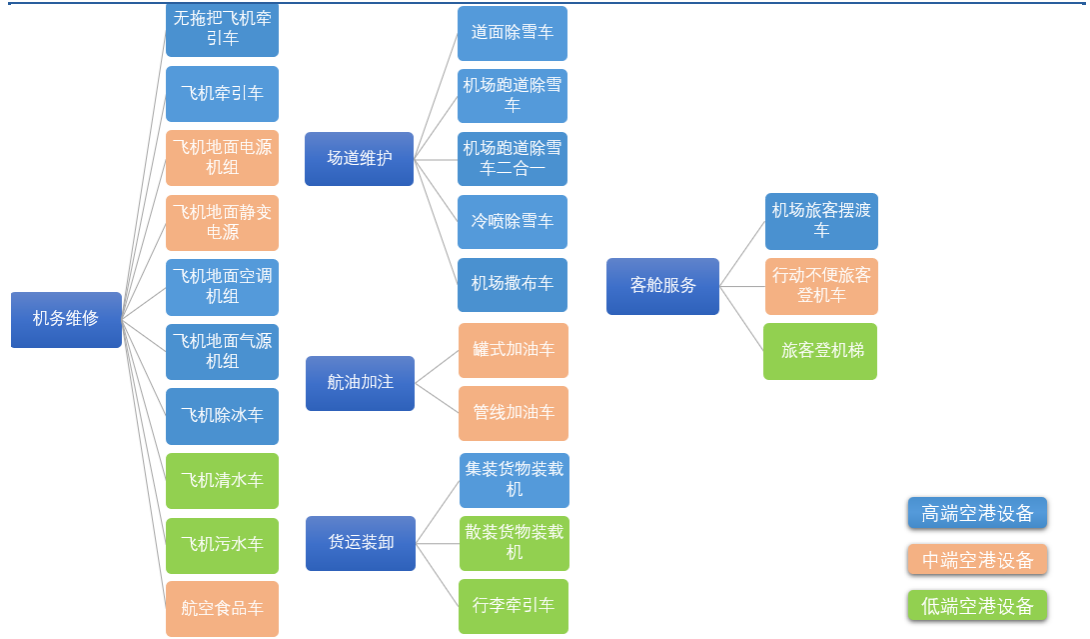 机务维修
无拖把飞机牵
引车
飞机牵引车
飞机地面电源
机组
飞机地面静变
电源
飞机地面空调
机组
飞机地面气源
机组
飞机除冰车
飞机清水车
飞机污水车
航空食品车
场道维护
道面除雪车
机场跑道除雪
车
机场跑道除雪
车二合一
冷喷除雪车
机场撒布车
航油加注
罐式加油车
管线加油车
货运装卸
集装货物装载
机
散装货物装载
机
行李牵引车
客舱服务
机场旅客摆渡
车
行动不便旅客
登机车
旅客登机梯
高端空港设备
中端空港设备
低端空港设备